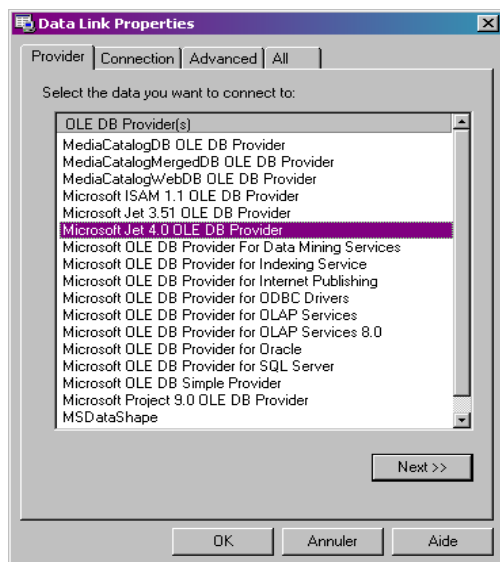 Data Link Properties
Provider Connection Advanced All
Select the data you want to connect to:
OLE DB Provider(s)
MediaCatalogDB OLE DB Provider
MediaCatalogMergedDB OLE DB Provider
MediaCatalogWebDB OLE DB Provider
Microsoft ISAM 1.1 OLE DB Provider
Microsoft Jet 3.51 OLE DB Provider
Microsoft Jet 4.0 OLE DB Provider
Microsoft OLE DB Provider For Data Mining Services
Microsoft OLE DB Provider for Indexing Service
Microsoft OLE DB Provider for Internet Publishing
Microsoft OLE DB Provider for ODBC Drivers
Microsoft OLE DB Provider for OLAP Services
Microsoft OLE DB Provider for OLAP Services 8.0
Microsoft OLE DB Provider for Oracle
Microsoft OLE DB Provider for SQL Server
Microsoft OLE DB Simple Provider
Microsoft Project 9.0 OLE DB Provider
MSDataShape
Next >>
OK Annuler Aide